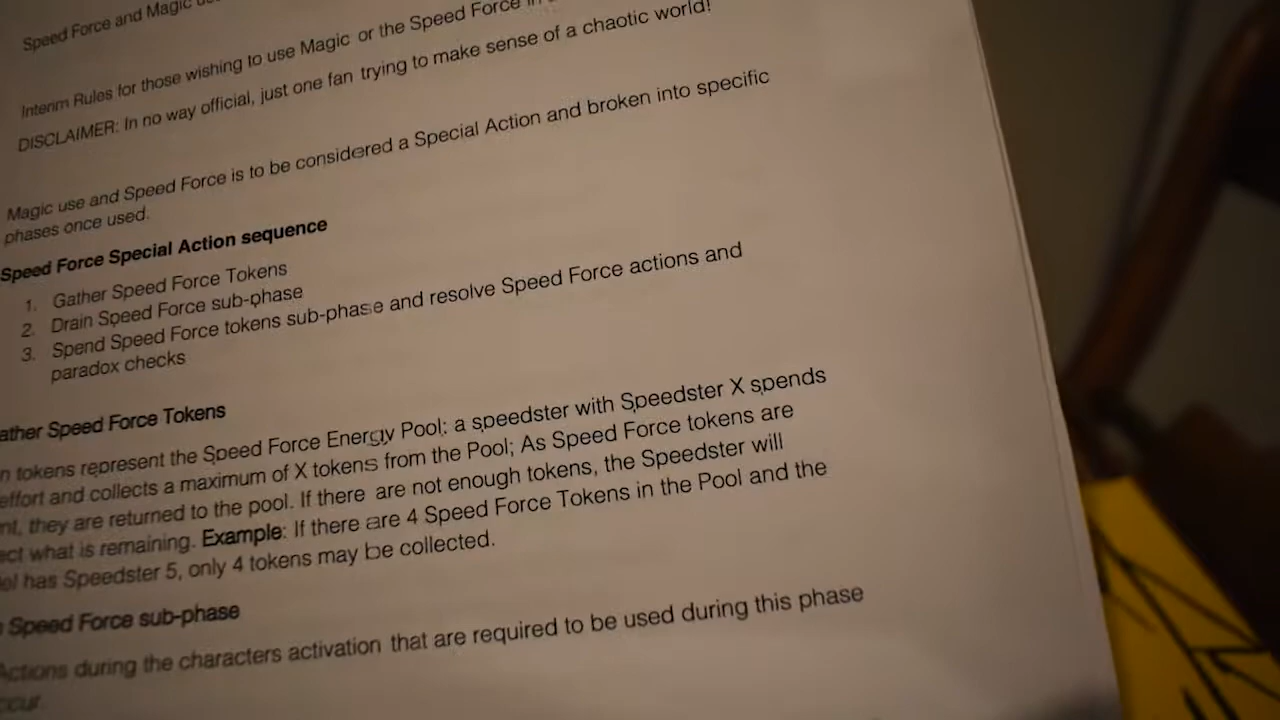 Speed Force and Magic
Interim Rules for those wishing to use Magic or the Speed Force in
DISCLAIMER: In no way official, just one fan trying to make sense of a chaotic world!
Magic use and Speed Force is to be considered a Special Action and broken into specific
phases once used.
Speed Force Special Action sequence
1. Gather Speed Force Tokens
2. Drain Speed Force sub-phase
3. Spend Speed Force tokens sub-phase and resolve Speed Force actions and
paradox checks
ather Speed Force Tokens
n tokens represent the Speed Force Energy Pool; a speedster with Speedster X spends
effort and collects a maximum of X tokens from the Pool; As Speed Force tokens are
nt, they are returned to the pool. If there are not enough tokens, the Speedster will
ect what is remaining. Example: If there are 4 Speed Force Tokens in the Pool and the
el has Speedster 5, only 4 tokens may be collected.
Speed Force sub-phase
Actions during the characters activation that are required to be used during this phase
ccur.